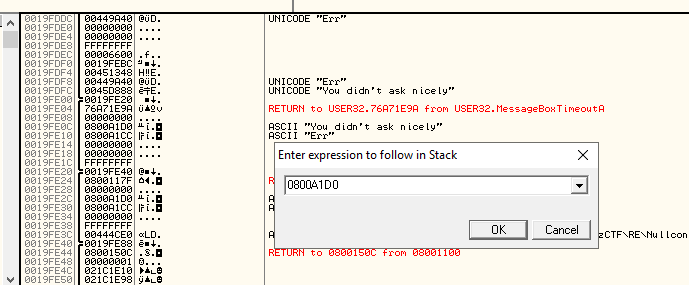 0019FDDC 00449A40 @üD. UNICODE "Err"
0019FDE0 00000000 ....
0019FDE4 00000000 ....
0019FDE8 FFFFFFFF
0019FDEC 00006600 .f..
0019FDF0 0019FEBC
0019FDF4 00451348 H‼E.
0019FDF8 00449A40 @üD. UNICODE "Err"
0019FDFC 0045D888 UNICODE "You didn't ask nicely"
0019FE00 0019FE20
0019FE04 76A71E9A RETURN to USER32.76A71E9A from USER32.MessageBoxTimeoutA
0019FE08 00000000 ....
0019FE0C 0800A1D0 ASCII "You didn't ask nicely"
0019FE10 0800A1CC ASCII "Err"
0019FE14 00000000 ....
0019FE18 00000000 ....
0019FE1C FFFFFFFF
0019FE20 0019FE40
0019FE24 0800117F R
0019FE28 00000000 ....
0019FE2C 0800A1D0 A
0019FE30 0800A1CC A
0019FE34 00000000 ....
0019FE38 FFFFFFFF
0019FE3C 00444CE0 A zCTF\RE\Nullcon
0019FE40 0019FE88
0019FE44 0800150C RETURN to 0800150C from 08001100
0019FE48 00000001
0019FE4C 021C1E10
0019FE50 021C1E98
Enter expression to follow in Stack
0800A1D0
OK Cancel